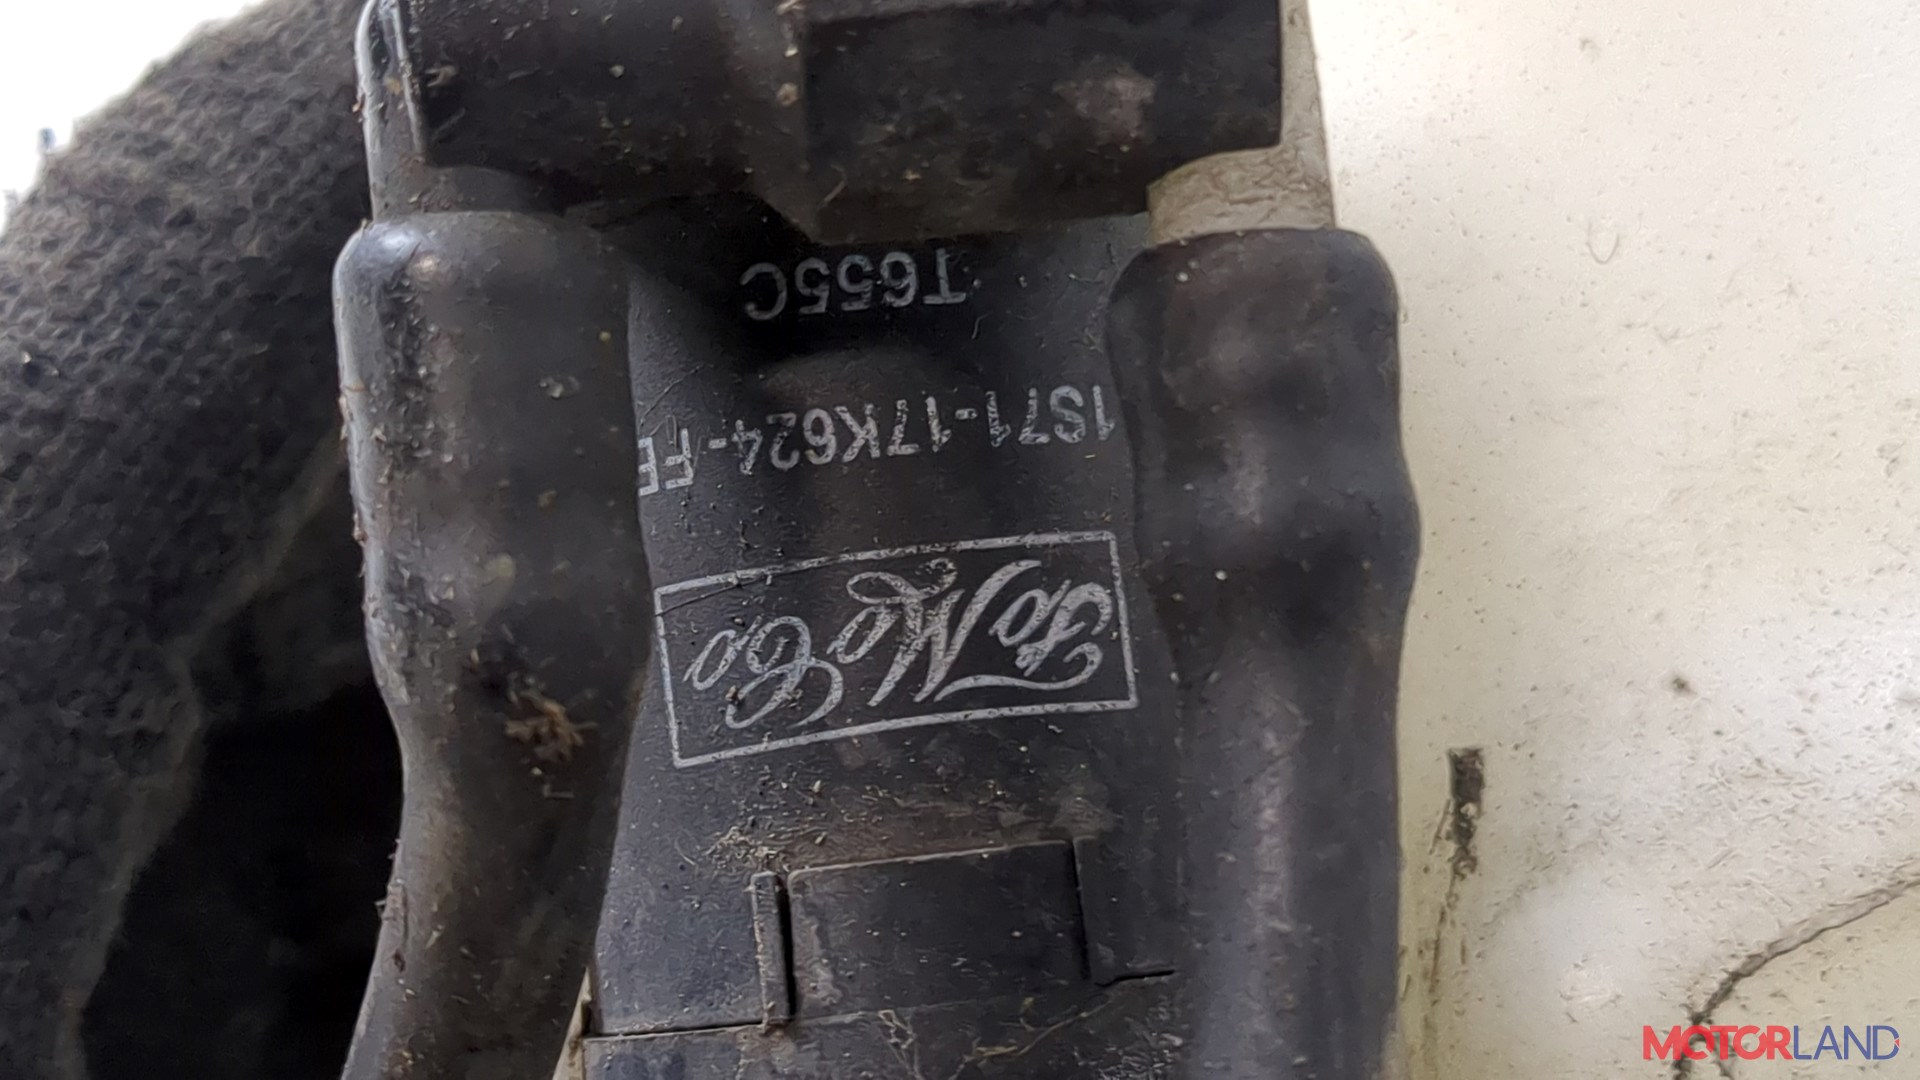 FoMoCo
1S71-17K624-FE
T655C
MOTORLAND